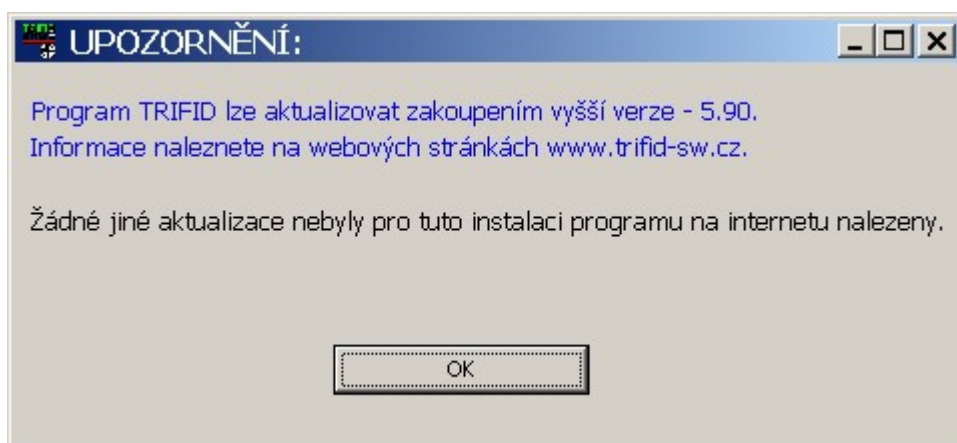 UPOZORNĚNÍ:
Program TRIFID lze aktualizovat zakoupením vyšší verze - 5.90.
Informace naleznete na webových stránkách www.trifid-sw.cz.
Žádné jiné aktualizace nebyly pro tuto instalaci programu na internetu nalezeny.
OK